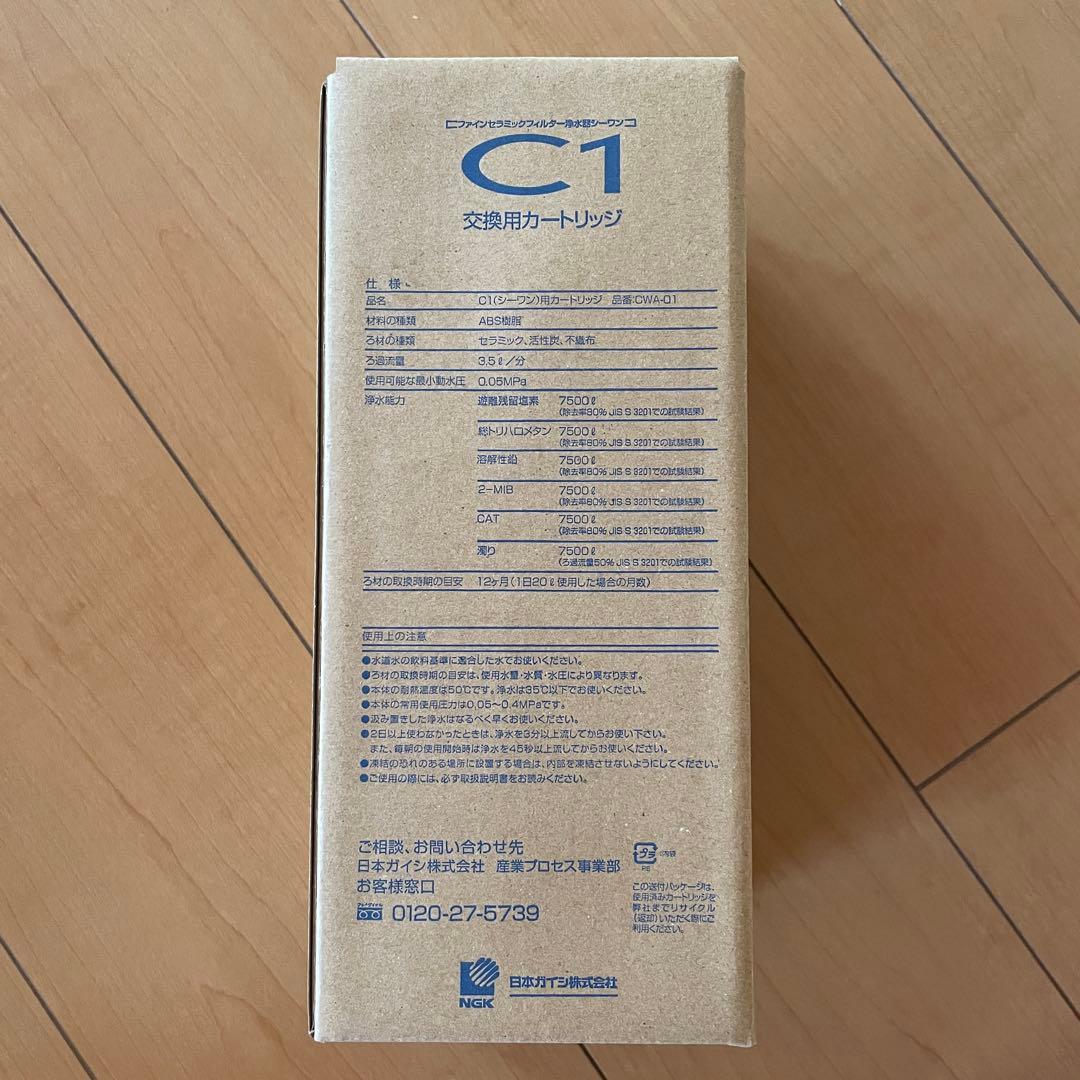 ファインセラミックフィルター浄水器シーワン
C1
交換用カートリッジ
仕様
品名 C1(シーワン)用カートリッジ 品番:CWA-01
材料の種類 ABS樹脂
ろ材の種類 セラミック、活性炭、不織布
ろ過流量 3.5ℓ/分
使用可能な最小動水圧 0.05MPa
浄水能力 遊離残留塩素 7500ℓ
(除去率80% JIS S 3201での試験結果)
総トリハロメタン 7500ℓ
(除去率80% JIS S 3201での試験結果)
溶解性鉛 7500ℓ
(除去率80% JIS S 3201での試験結果)
2-MIB 7500ℓ
(除去率80% JIS S 3201での試験結果)
CAT 7500ℓ
(除去率80% JIS S 3201での試験結果)
濁り 7500ℓ
(ろ過流量50% JIS S 3201での試験結果)
ろ材の取換時期の目安 12ヶ月(1日20ℓ使用した場合の月数)
使用上の注意
●水道水の飲料基準に適合した水でお使いください。
●ろ材の取換時期の目安は、使用水量・水質・水圧により異なります。
●本体の耐熱温度は50℃です。浄水は35℃以下でお使いください。
●本体の常用使用圧力は0.05〜0.4MPaです。
●汲み置きした浄水はなるべく早くお使いください。
●2日以上使わなかったときは、浄水を3分以上流してからお使い下さい。
また、毎朝の使用開始時は浄水を45秒以上流してからお使いください。
●凍結の恐れのある場所に設置する場合は、内部を凍結させないようにしてください。
●ご使用の際には、必ず取扱説明書をお読みください。
ご相談、お問い合わせ先
日本ガイシ株式会社 産業プロセス事業部
お客様窓口
フリーダイヤル 0120-27-5739
プラ :内袋
PE
この送付パッケージは、
使用済みカートリッジを
弊社までリサイクル
(返却)いただく際にご
利用ください。
NGK 日本ガイシ株式会社